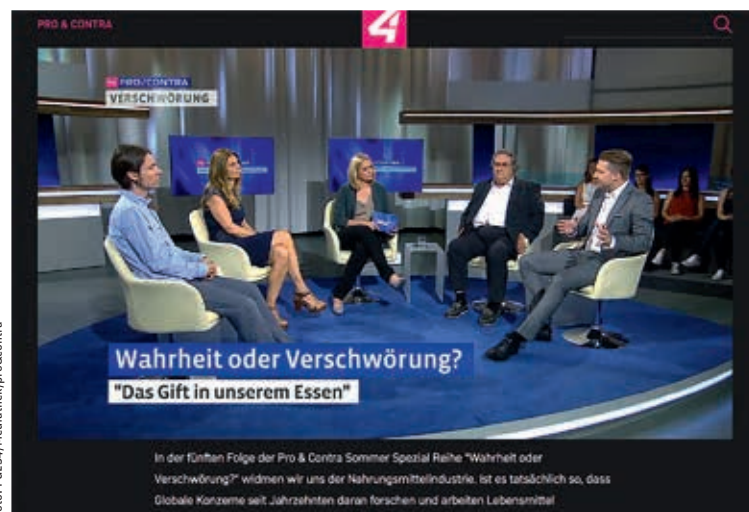 PRO & CONTRA
4
PRO/CONTRA
VERSCHWÖRUNG
Wahrheit oder Verschwörung?
"Das Gift in unserem Essen"
In der fünften Folge der Pro & Contra Sommer Spezial Reihe "Wahrheit oder
Verschwörung?" widmen wir uns der Nahrungsmittelindustrie. Ist es tatsächlich so, dass
Globale Konzerne seit Jahrzehnten daran forschen und arbeiten Lebensmittel